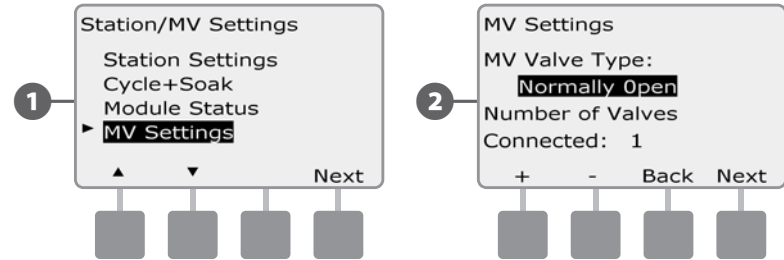 1
Station/MV Settings
Station Settings
Cycle+Soak
Module Status
► MV Settings
▲ ▼ Next
2
MV Settings
MV Valve Type:
Normally Open
Number of Valves
Connected: 1
+ - Back Next